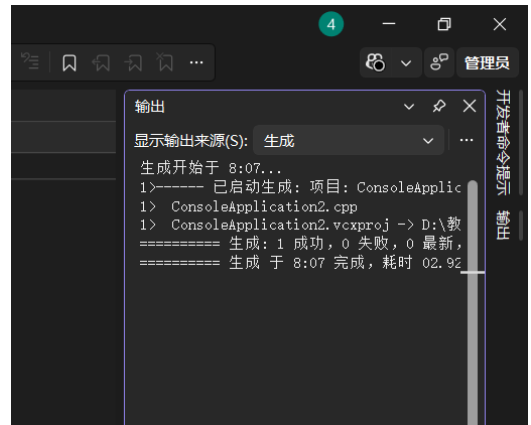 4
管理员
输出
显示输出来源(S): 生成
生成开始于 8:07...
1>------ 已启动生成: 项目: ConsoleApplic
1>  ConsoleApplication2.cpp
1>  ConsoleApplication2.vcxproj -> D:\教
========== 生成: 1 成功，0 失败，0 最新，
========== 生成 于 8:07 完成，耗时 02.92
开发者命令提示
输出